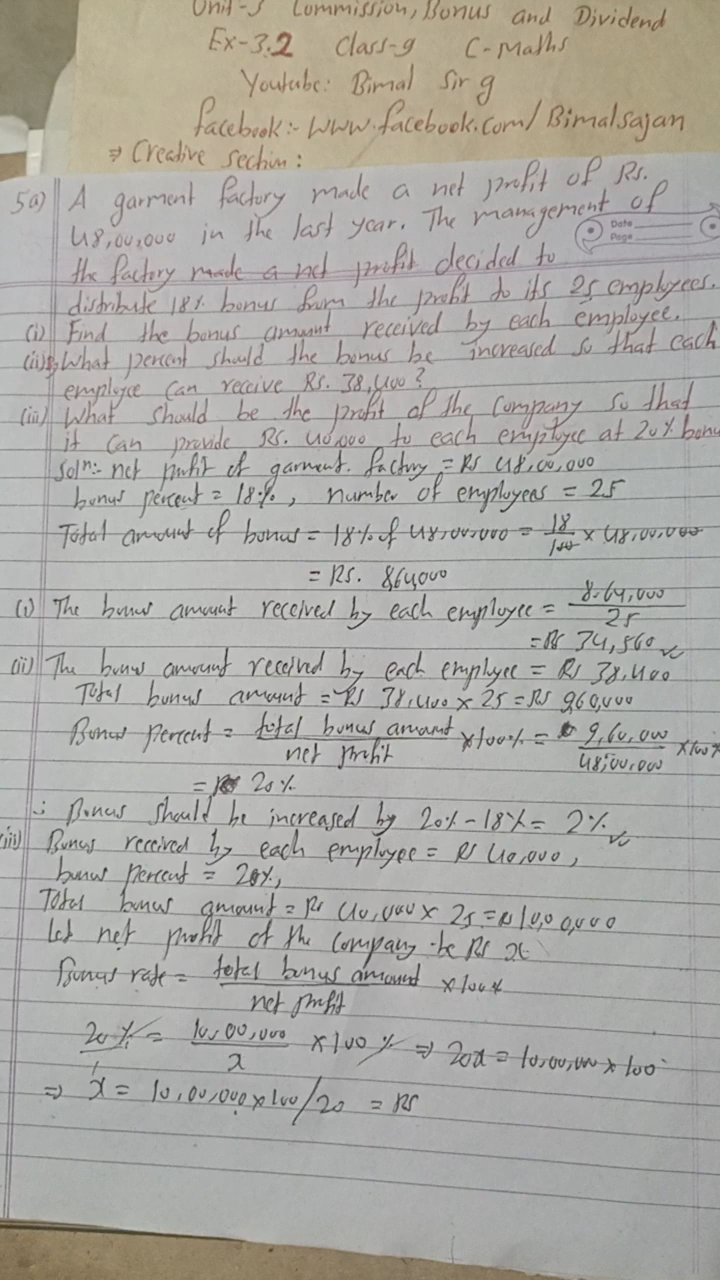 Unit-3 Commission, Bonus and Dividend
Ex-3.2 Class-9 C-Maths
Youtube: Bimal Sir g
facebook:- www.facebook.com/Bimalsajan
⇒ Creative section:
5a) A garment factory made a net profit of Rs.
48,00,000 in the last year. The management of
Date
Page
the factory made a net profit decided to
distribute 18% bonus from the profit to its 25 employees.
(i) Find the bonus amount received by each employee.
(ii) What percent should the bonus be increased so that each
employee can receive Rs. 38,400?
(iii) What should be the profit of the company so that
it can provide Rs. 40,000 to each employee at 20% bonu
Soln:- net profit of garment factory = Rs 48,00,000
bonus percent = 18%, number of employees = 25
Total amount of bonus = 18% of 48,00,000 = 18/100 × 48,00,000
= Rs. 864,000
(i) The bonus amount received by each employee = 8,64,000/25
= Rs 34,560
(ii) The bonus amount received by each employee = Rs 38,400
Total bonus amount = Rs 38,400 × 25 = Rs 960,000
Bonus Percent = total bonus amount/net profit ×100% = 9,60,000/48,00,000 ×100%
= 20%
∴ Bonus should be increased by 20% - 18% = 2%
(iii) Bonus received by each employee = Rs 40,000,
bonus percent = 20%,
Total bonus amount = Rs 40,000 × 25 = Rs 10,00,000
Let net profit of the company be Rs x
Bonus rate = total bonus amount/net profit ×100%
20% = 10,00,000/x ×100% ⇒ 20x = 10,00,000 × 100
⇒ x = 10,00,000×100/20 = Rs